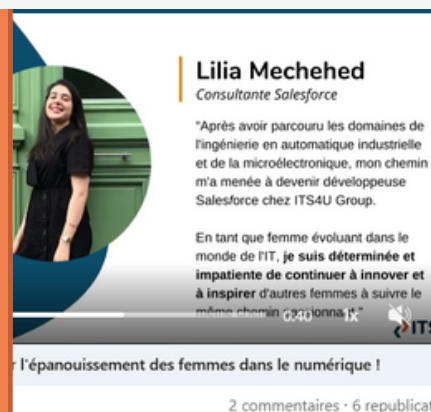 Lilia Mechehed
Consultante Salesforce
"Après avoir parcouru les domaines de
l'ingénierie en automatique industrielle
et de la microélectronique, mon chemin
m'a menée à devenir développeuse
Salesforce chez ITS4U Group.
En tant que femme évoluant dans le
monde de l'IT, je suis déterminée et
impatiente de continuer à innover et
à inspirer d'autres femmes à suivre le
même chemin
0:40 1x
ITS
r l'épanouissement des femmes dans le numérique !
2 commentaires · 6 republicat